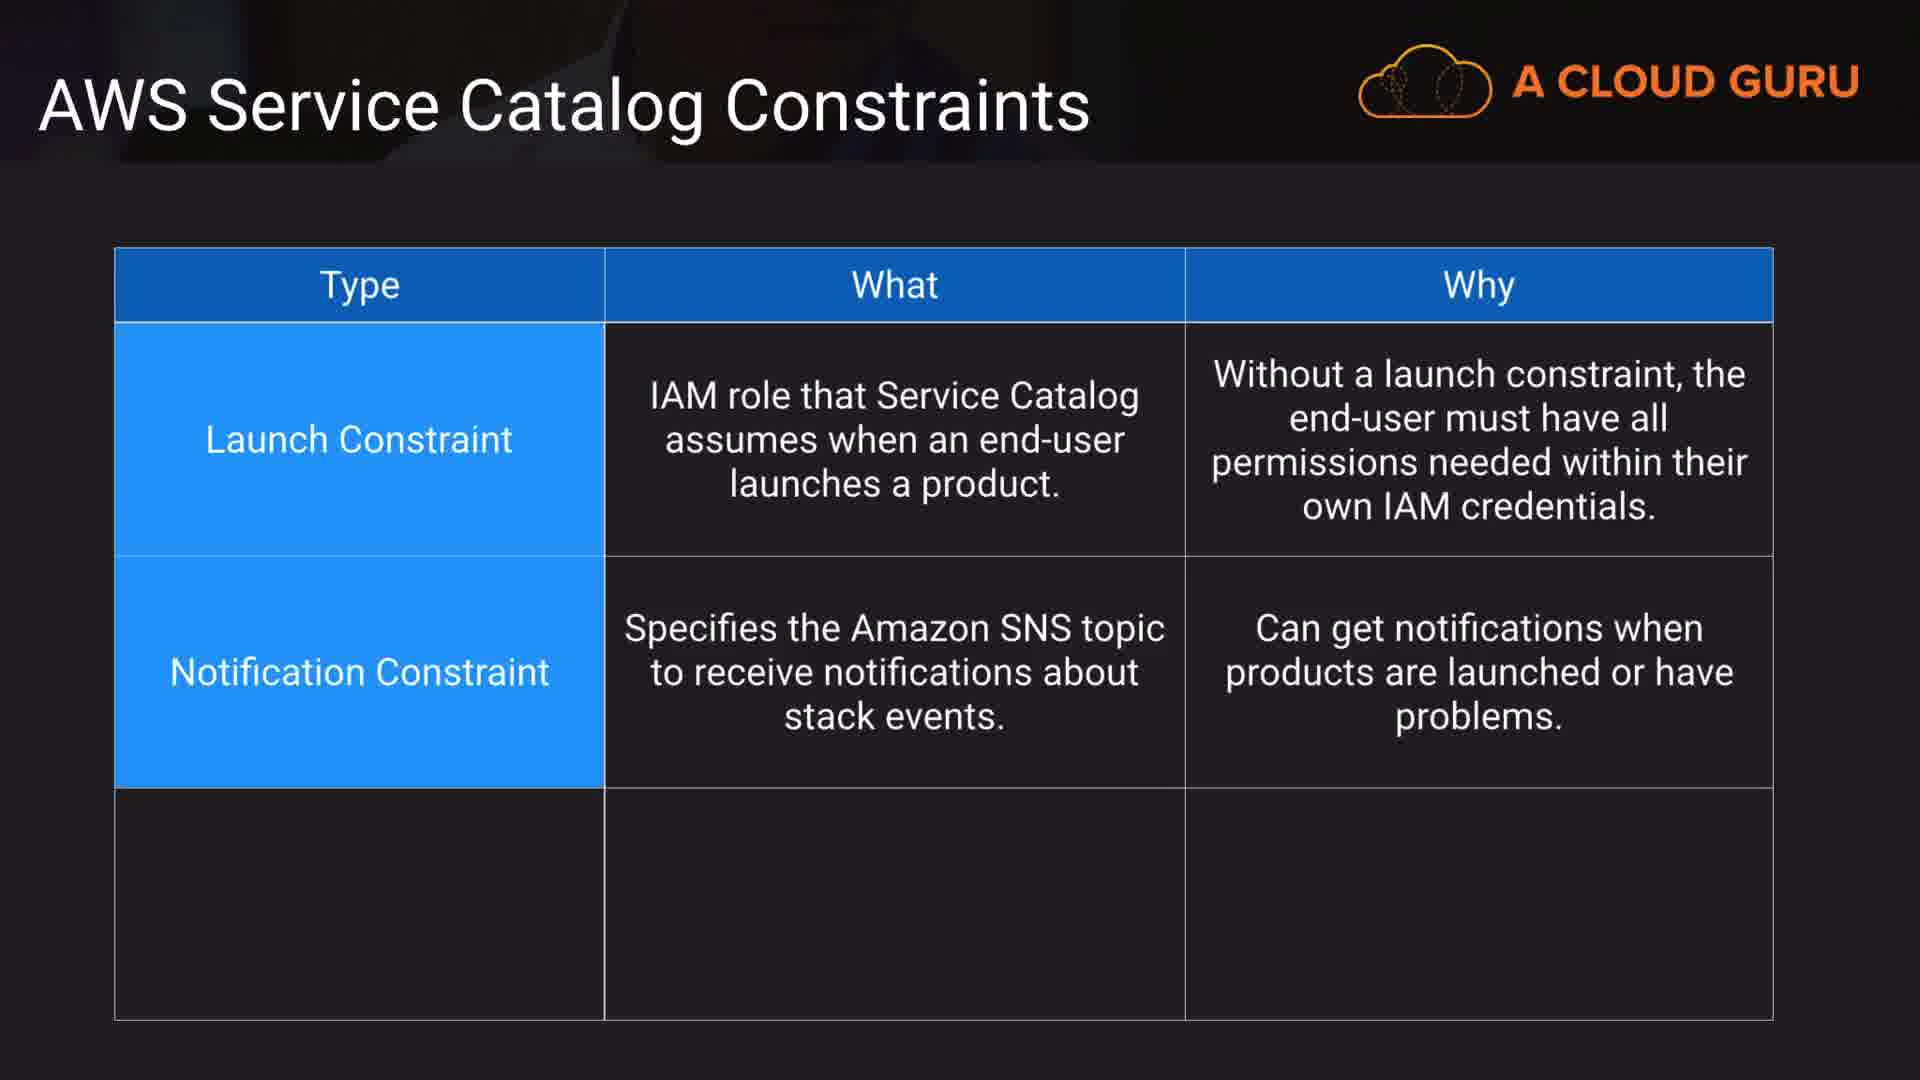 AWS Service Catalog Constraints
A CLOUD GURU
Type
What
Why
Launch Constraint
IAM role that Service Catalog
assumes when an end-user
launches a product.
Without a launch constraint, the
end-user must have all
permissions needed within their
own IAM credentials.
Notification Constraint
Specifies the Amazon SNS topic
to receive notifications about
stack events.
Can get notifications when
products are launched or have
problems.